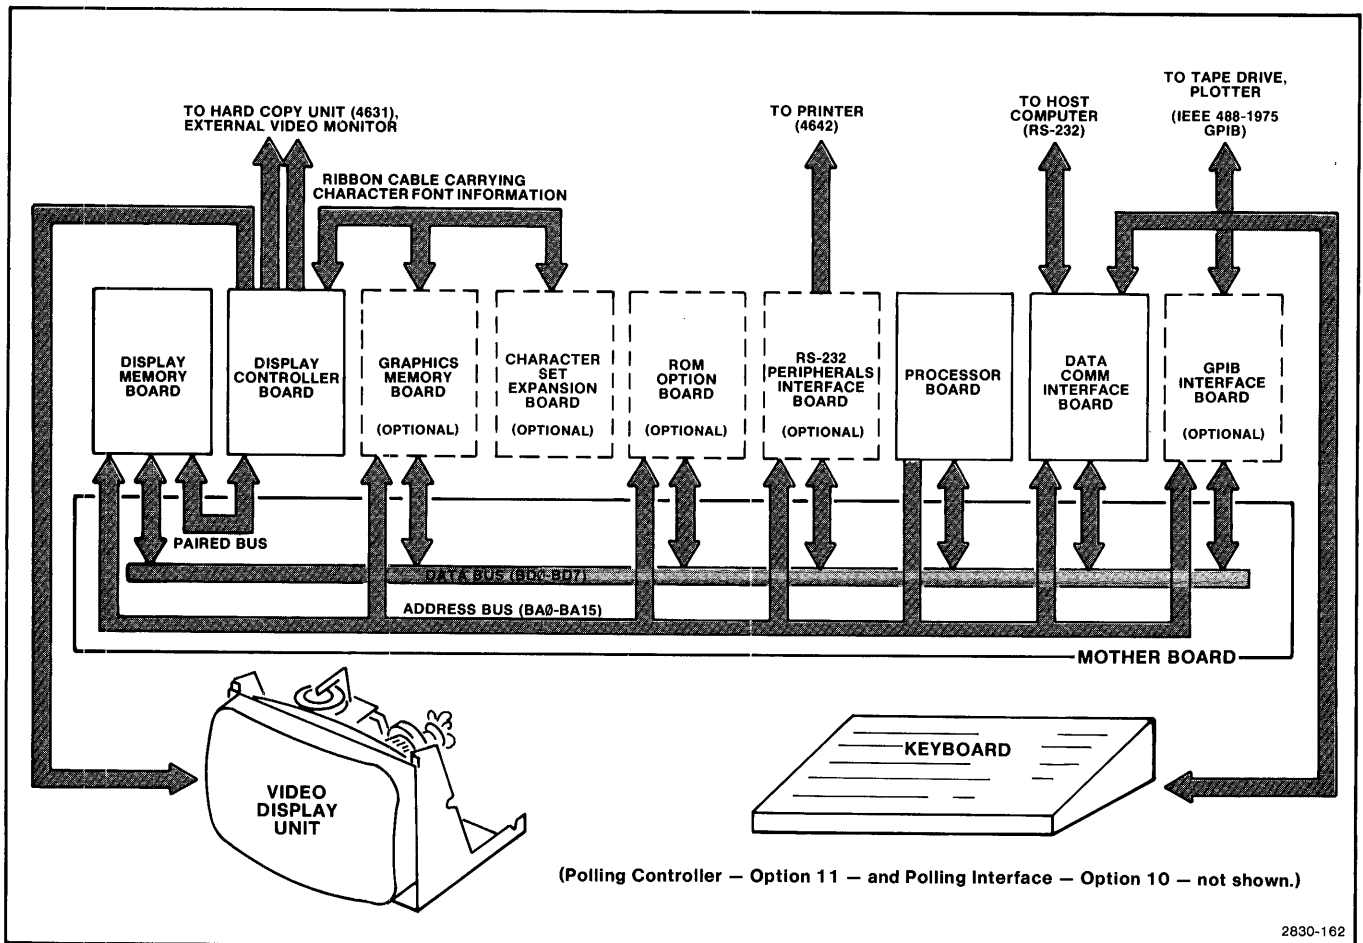 TO HARD COPY UNIT (4631),
EXTERNAL VIDEO MONITOR
RIBBON CABLE CARRYING
CHARACTER FONT INFORMATION
TO PRINTER
(4642)
TO HOST
COMPUTER
(RS-232)
TO TAPE DRIVE,
PLOTTER
(IEEE 488-1975
GPIB)
DISPLAY
MEMORY
BOARD
DISPLAY
CONTROLLER
BOARD
GRAPHICS
MEMORY
BOARD
(OPTIONAL)
CHARACTER
SET
EXPANSION
BOARD
(OPTIONAL)
ROM
OPTION
BOARD
(OPTIONAL)
RS-232
PERIPHERALS
INTERFACE
BOARD
(OPTIONAL)
PROCESSOR
BOARD
DATA
COMM
INTERFACE
BOARD
GPIB
INTERFACE
BOARD
(OPTIONAL)
PAIRED BUS
DATA BUS (BDØ-BD7)
ADDRESS BUS (BAØ-BA15)
MOTHER BOARD
VIDEO
DISPLAY
UNIT
KEYBOARD
(Polling Controller — Option 11 — and Polling Interface — Option 10 — not shown.)
2830-162